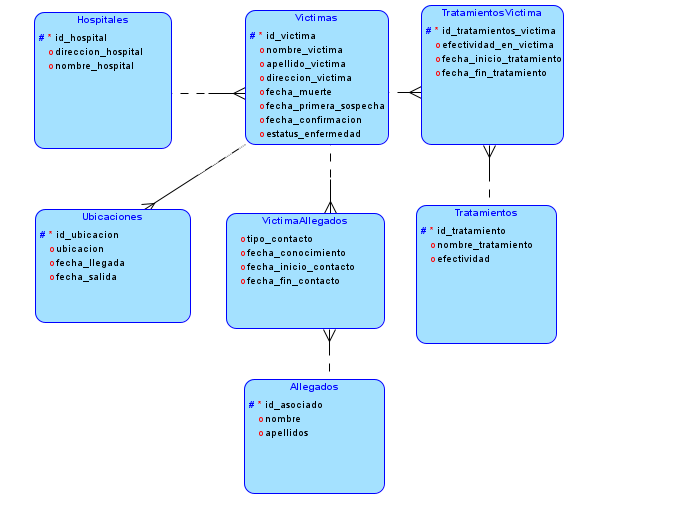 Hospitales
# * id_hospital
o direccion_hospital
o nombre_hospital
Victimas
# * id_victima
o nombre_victima
o apellido_victima
o direccion_victima
o fecha_muerte
o fecha_primera_sospecha
o fecha_confirmacion
o estatus_enfermedad
TratamientosVictima
# * id_tratamientos_victima
o efectividad_en_victima
o fecha_inicio_tratamiento
o fecha_fin_tratamiento
Ubicaciones
# * id_ubicacion
o ubicacion
o fecha_llegada
o fecha_salida
VictimaAllegados
o tipo_contacto
o fecha_conocimiento
o fecha_inicio_contacto
o fecha_fin_contacto
Tratamientos
# * id_tratamiento
o nombre_tratamiento
o efectividad
Allegados
# * id_asociado
o nombre
o apellidos